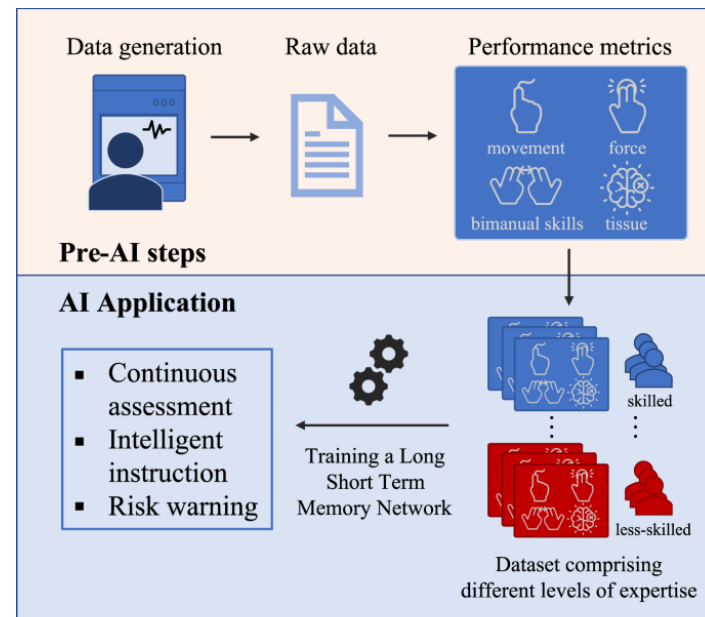 Data generation
Raw data
Performance metrics
movement
force
bimanual skills
tissue
Pre-AI steps
AI Application
▪ Continuous
assessment
▪ Intelligent
instruction
▪ Risk warning
Training a Long
Short Term
Memory Network
skilled
less-skilled
Dataset comprising
different levels of expertise